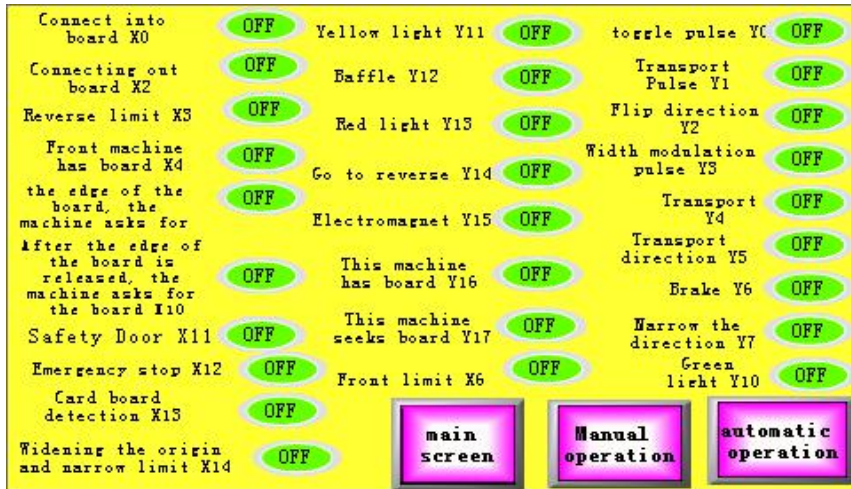 Connect into
board X0
OFF
Connecting out
board X2
OFF
Reverse limit X3
OFF
Front machine
has board X4
OFF
the edge of the
board, the
machine asks for
OFF
After the edge of
the board is
released, the
machine asks for
the board X10
OFF
Safety Door X11
OFF
Emergency stop X12
OFF
Card board
detection X13
OFF
Widening the origin
and narrow limit X14
OFF
Yellow light Y11
OFF
Baffle Y12
OFF
Red light Y13
OFF
Go to reverse Y14
OFF
Electromagnet Y15
OFF
This machine
has board Y16
OFF
This machine
seeks board Y17
OFF
Front limit X6
OFF
toggle pulse Y0
OFF
Transport
Pulse Y1
OFF
Flip direction
Y2
OFF
Width modulation
pulse Y3
OFF
Transport
Y4
OFF
Transport
direction Y5
OFF
Brake Y6
OFF
Narrow the
direction Y7
OFF
Green
light Y10
OFF
main
screen
Manual
operation
automatic
operation